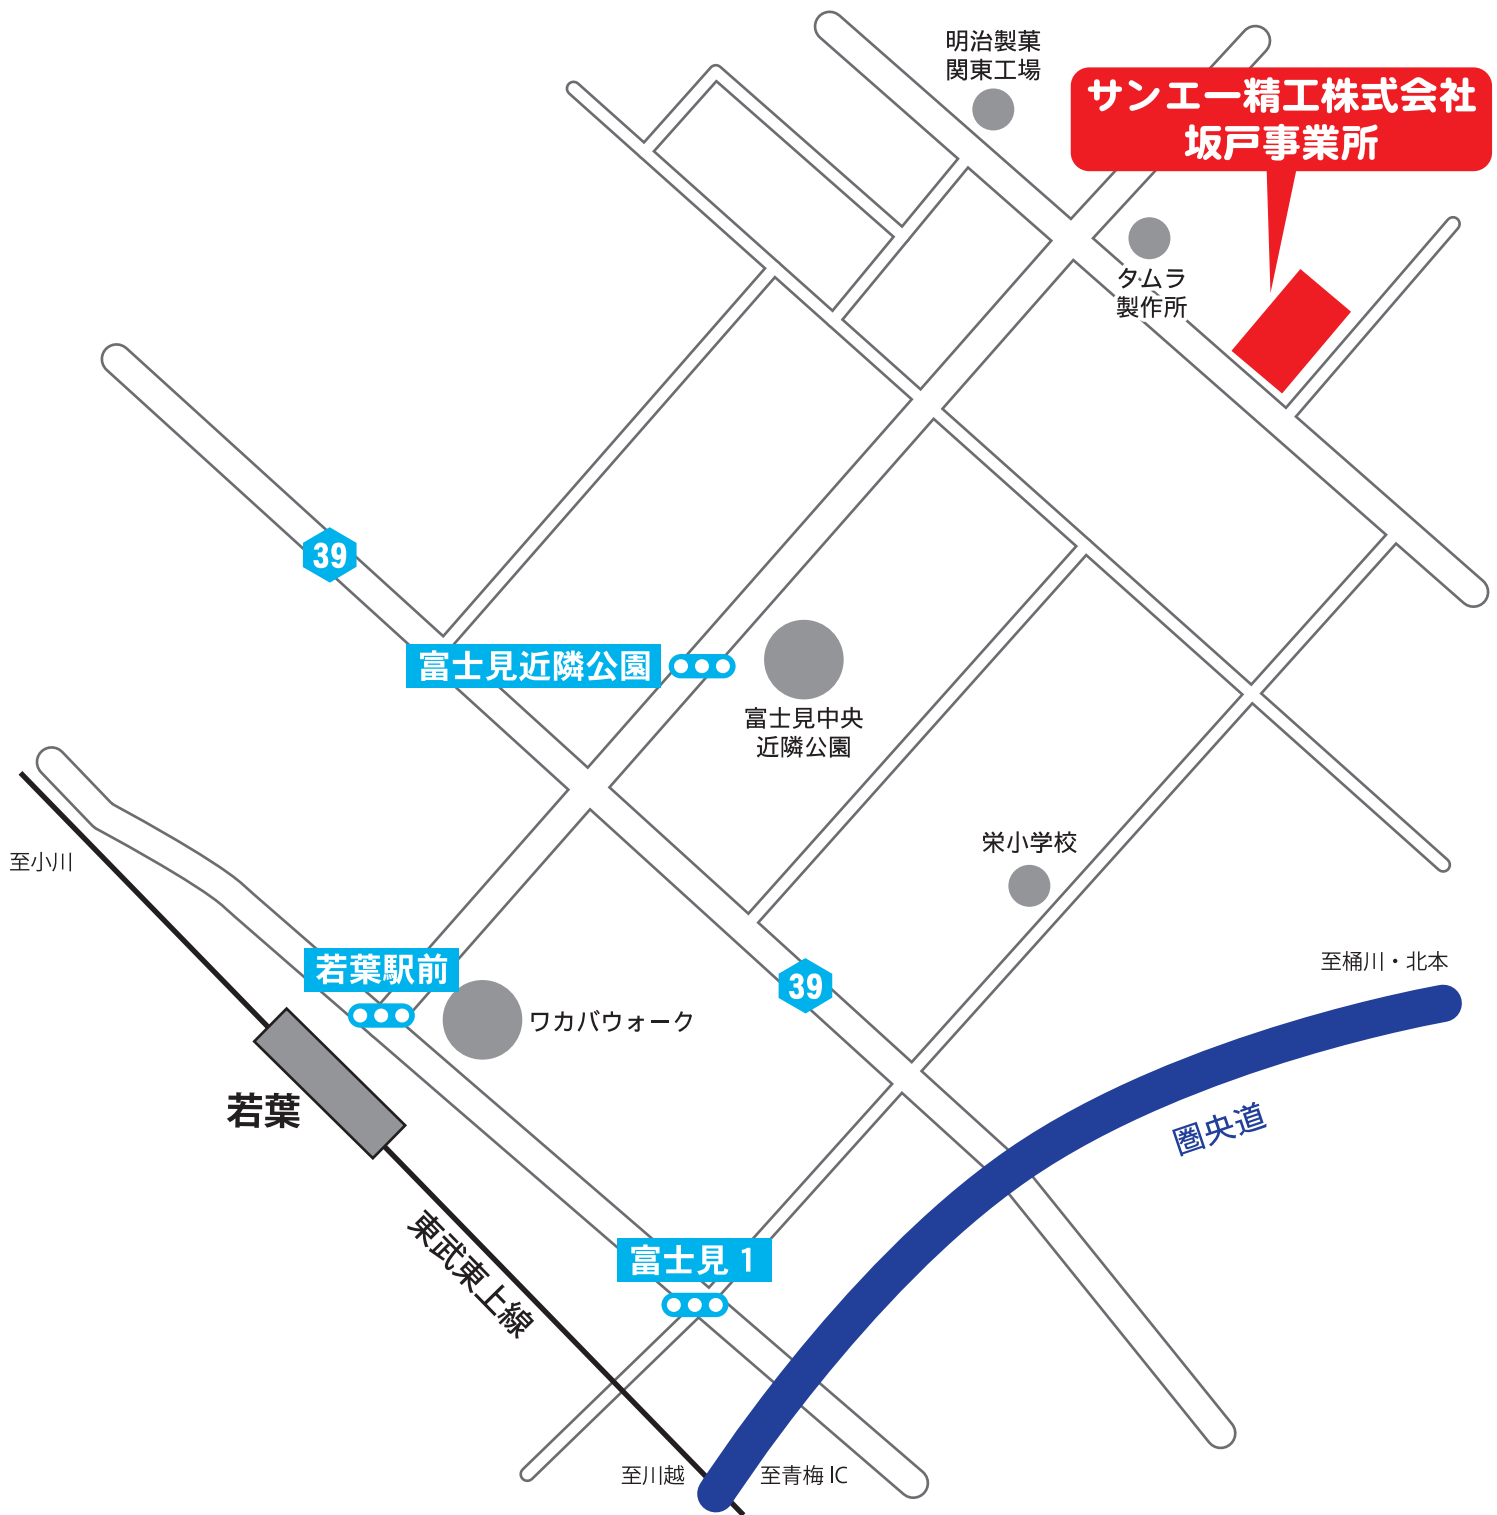 明治製菓
関東工場
サンエー精工株式会社
坂戸事業所
タムラ
製作所
39
富士見近隣公園
富士見中央
近隣公園
至小川
栄小学校
若葉駅前
至桶川・北本
39
ワカバウォーク
若葉
圏央道
東武東上線
富士見 1
至川越
至青梅 IC